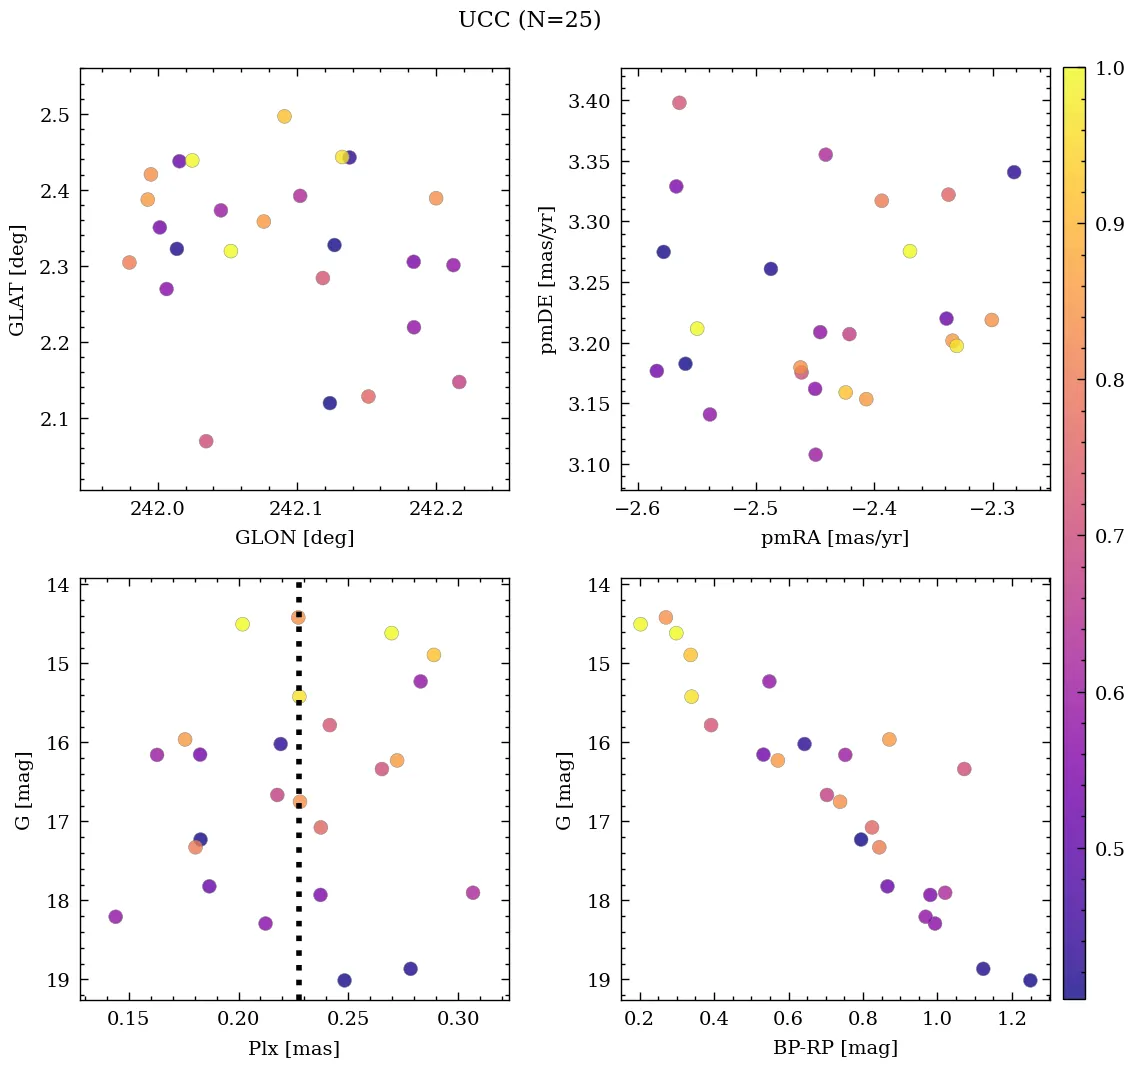 UCC (N=25)
2.5
2.4
2.3
2.2
2.1
GLAT [deg]
242.0 242.1 242.2
GLON [deg]
3.40
3.35
3.30
3.25
3.20
3.15
3.10
pmDE [mas/yr]
−2.6 −2.5 −2.4 −2.3
pmRA [mas/yr]
1.0
0.9
0.8
0.7
0.6
0.5
14
15
16
17
18
19
G [mag]
0.15 0.20 0.25 0.30
Plx [mas]
14
15
16
17
18
19
G [mag]
0.2 0.4 0.6 0.8 1.0 1.2
BP-RP [mag]